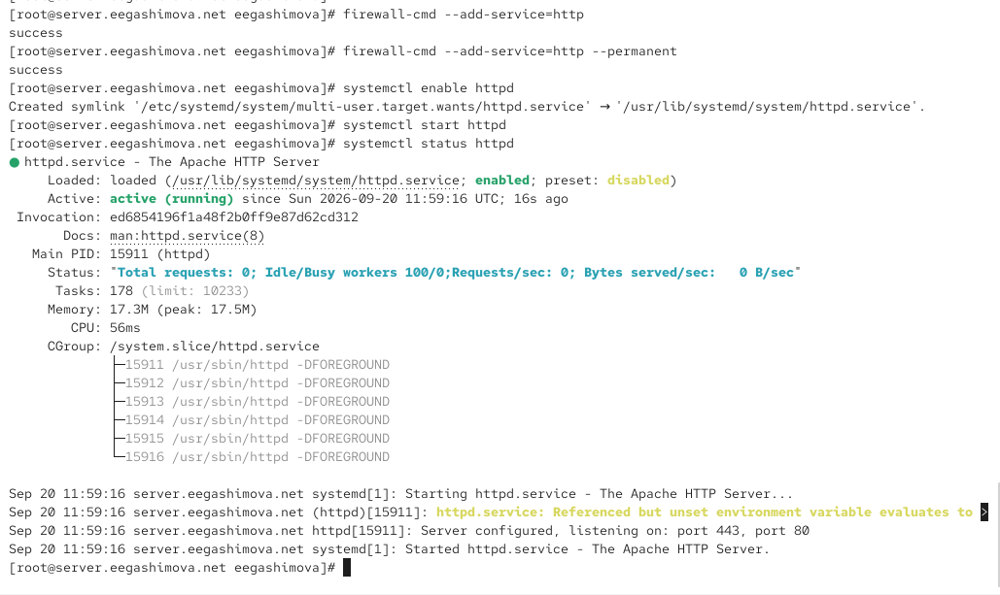 [root@server.eegashimova.net eegashimova]# firewall-cmd --add-service=http
success
[root@server.eegashimova.net eegashimova]# firewall-cmd --add-service=http --permanent
success
[root@server.eegashimova.net eegashimova]# systemctl enable httpd
Created symlink '/etc/systemd/system/multi-user.target.wants/httpd.service' → '/usr/lib/systemd/system/httpd.service'.
[root@server.eegashimova.net eegashimova]# systemctl start httpd
[root@server.eegashimova.net eegashimova]# systemctl status httpd
● httpd.service - The Apache HTTP Server
Loaded: loaded (/usr/lib/systemd/system/httpd.service; enabled; preset: disabled)
Active: active (running) since Sun 2026-09-20 11:59:16 UTC; 16s ago
Invocation: ed6854196f1a48f2b0ff9e87d62cd312
Docs: man:httpd.service(8)
Main PID: 15911 (httpd)
Status: "Total requests: 0; Idle/Busy workers 100/0;Requests/sec: 0; Bytes served/sec:   0 B/sec"
Tasks: 178 (limit: 10233)
Memory: 17.3M (peak: 17.5M)
CPU: 56ms
CGroup: /system.slice/httpd.service
├─15911 /usr/sbin/httpd -DFOREGROUND
├─15912 /usr/sbin/httpd -DFOREGROUND
├─15913 /usr/sbin/httpd -DFOREGROUND
├─15914 /usr/sbin/httpd -DFOREGROUND
├─15915 /usr/sbin/httpd -DFOREGROUND
└─15916 /usr/sbin/httpd -DFOREGROUND
Sep 20 11:59:16 server.eegashimova.net systemd[1]: Starting httpd.service - The Apache HTTP Server...
Sep 20 11:59:16 server.eegashimova.net (httpd)[15911]: httpd.service: Referenced but unset environment variable evaluates to >
Sep 20 11:59:16 server.eegashimova.net httpd[15911]: Server configured, listening on: port 443, port 80
Sep 20 11:59:16 server.eegashimova.net systemd[1]: Started httpd.service - The Apache HTTP Server.
[root@server.eegashimova.net eegashimova]#